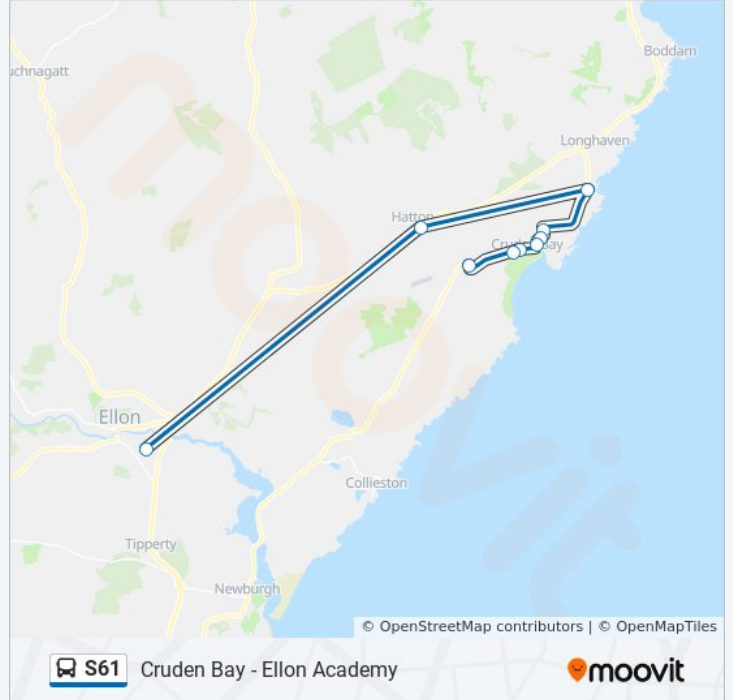 Boddam
uchnagatt
Longhaven
Hatton
Cruden Bay
Ellon
Collieston
Tipperty
Newburgh
© OpenStreetMap contributors | © OpenMapTiles
S61 Cruden Bay - Ellon Academy
moovit
moovit